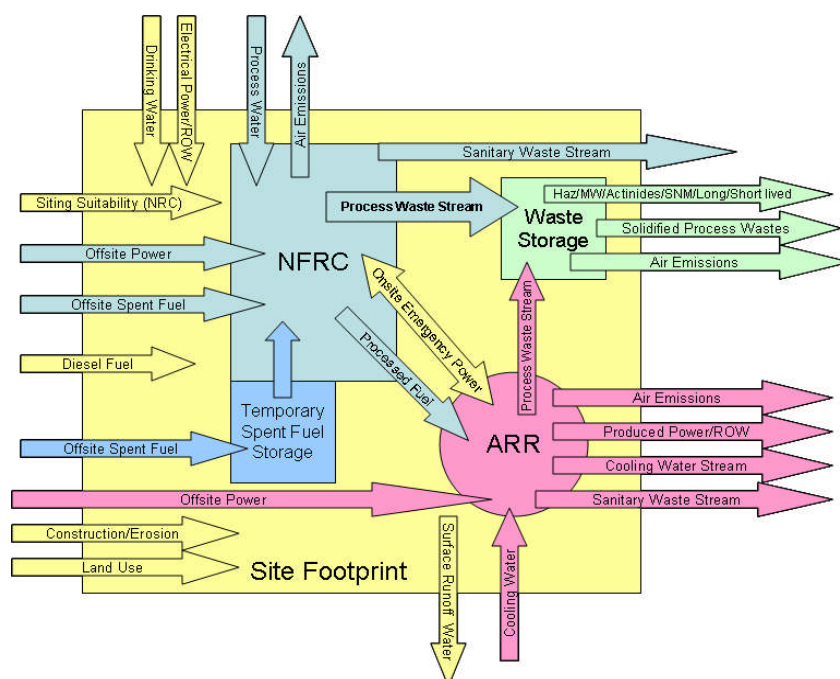 Drinking Water
Electrical Power/ROW
Process Water
Air Emissions
Sanitary Waste Stream
Siting Suitability (NRC)
Process Waste Stream
Waste
Storage
Haz/MW/Actinides/SNM/Long/Short lived
Solidified Process Wastes
Air Emissions
Offsite Power
NFRC
Offsite Spent Fuel
Onsite Emergency Power
Processed Fuel
Process Waste Stream
Diesel Fuel
Temporary
Spent Fuel
Storage
Offsite Spent Fuel
ARR
Air Emissions
Produced Power/ROW
Cooling Water Stream
Sanitary Waste Stream
Offsite Power
Construction/Erosion
Land Use
Site Footprint
Surface Runoff
Water
Cooling Water